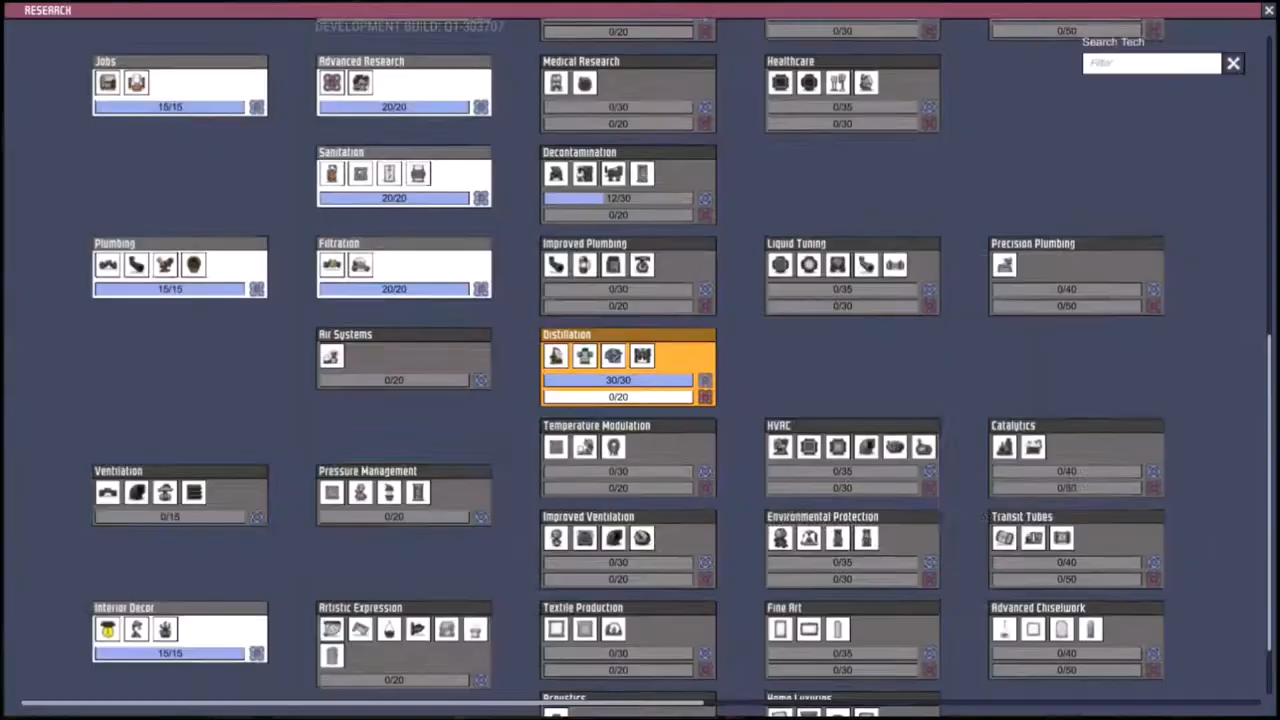 RESEARCH
DEVELOPMENT BUILD: Q1-303707
0/20
0/30
0/50
Search Tech
Filter
Jobs
15/15
Advanced Research
20/20
Medical Research
0/30
0/20
Healthcare
0/35
0/30
Sanitation
20/20
Decontamination
12/30
0/20
Plumbing
15/15
Filtration
20/20
Improved Plumbing
0/30
0/20
Liquid Tuning
0/35
0/30
Precision Plumbing
0/40
0/50
Air Systems
0/20
Distillation
30/30
0/20
Temperature Modulation
0/30
0/20
HVAC
0/35
0/30
Catalytics
0/40
0/50
Ventilation
0/15
Pressure Management
0/20
Improved Ventilation
0/30
0/20
Environmental Protection
0/35
0/30
Transit Tubes
0/40
0/50
Interior Decor
15/15
Artistic Expression
0/20
Textile Production
0/30
0/20
Fine Art
0/35
0/30
Advanced Chiselwork
0/40
0/50
Acoustics
Home Luxuries